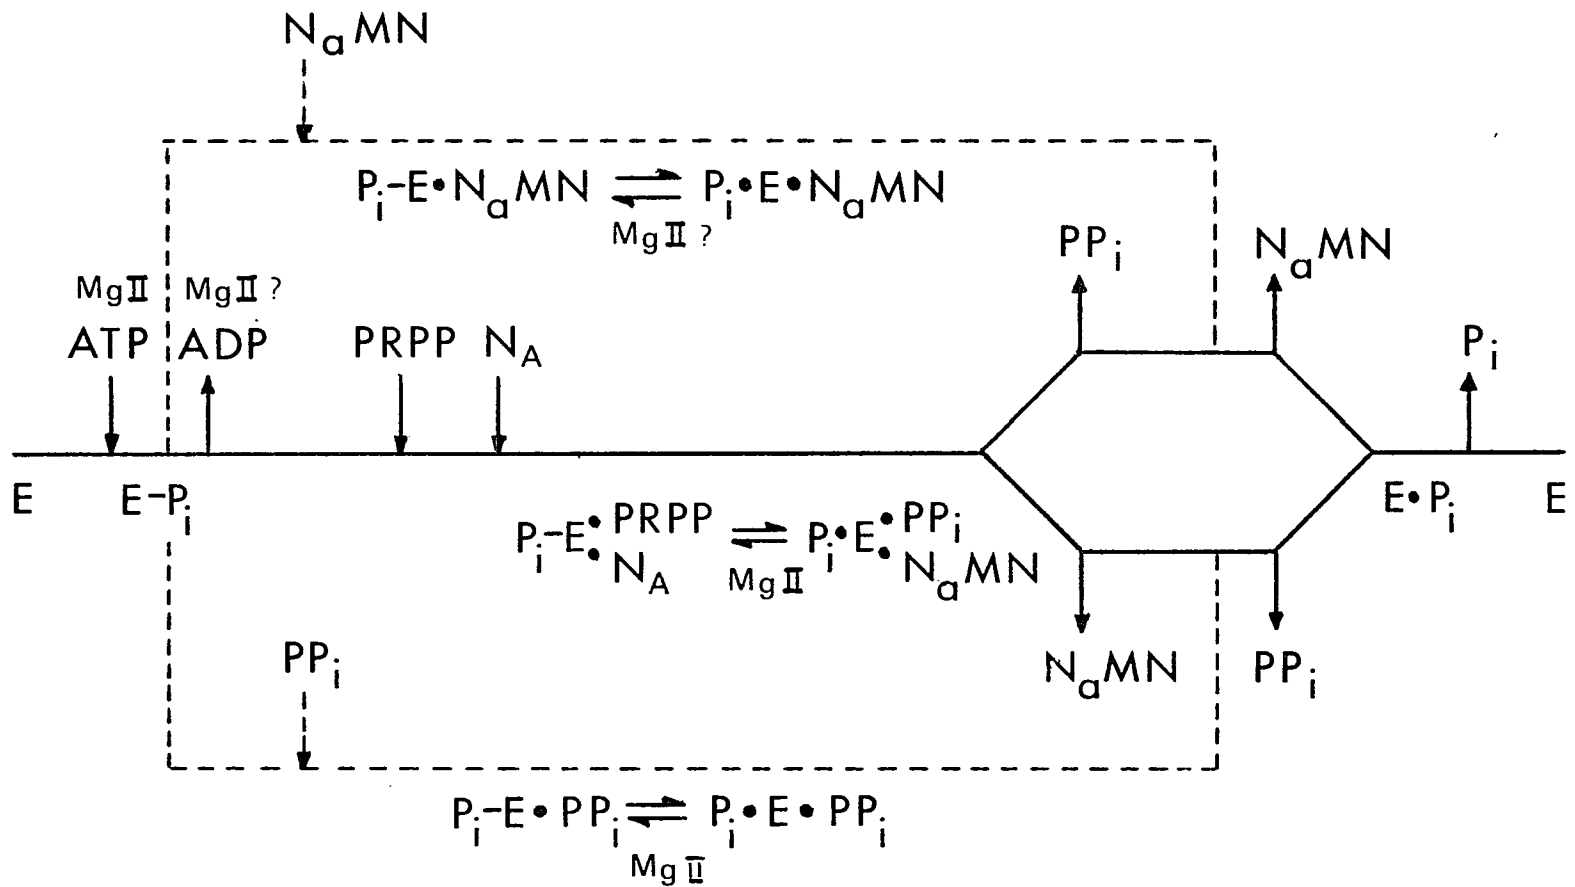 NaMN
Pi-E•NaMN ⇌ Pi•E•NaMN
MgII ?
PPi
NaMN
MgII
MgII ?
ATP
ADP
PRPP
NA
Pi
E
E-Pi
E•Pi
E
Pi-E•PRPP•NA ⇌ Pi•E•PPi•NaMN
MgII
PPi
NaMN
PPi
Pi-E•PPi ⇌ Pi•E•PPi
MgII